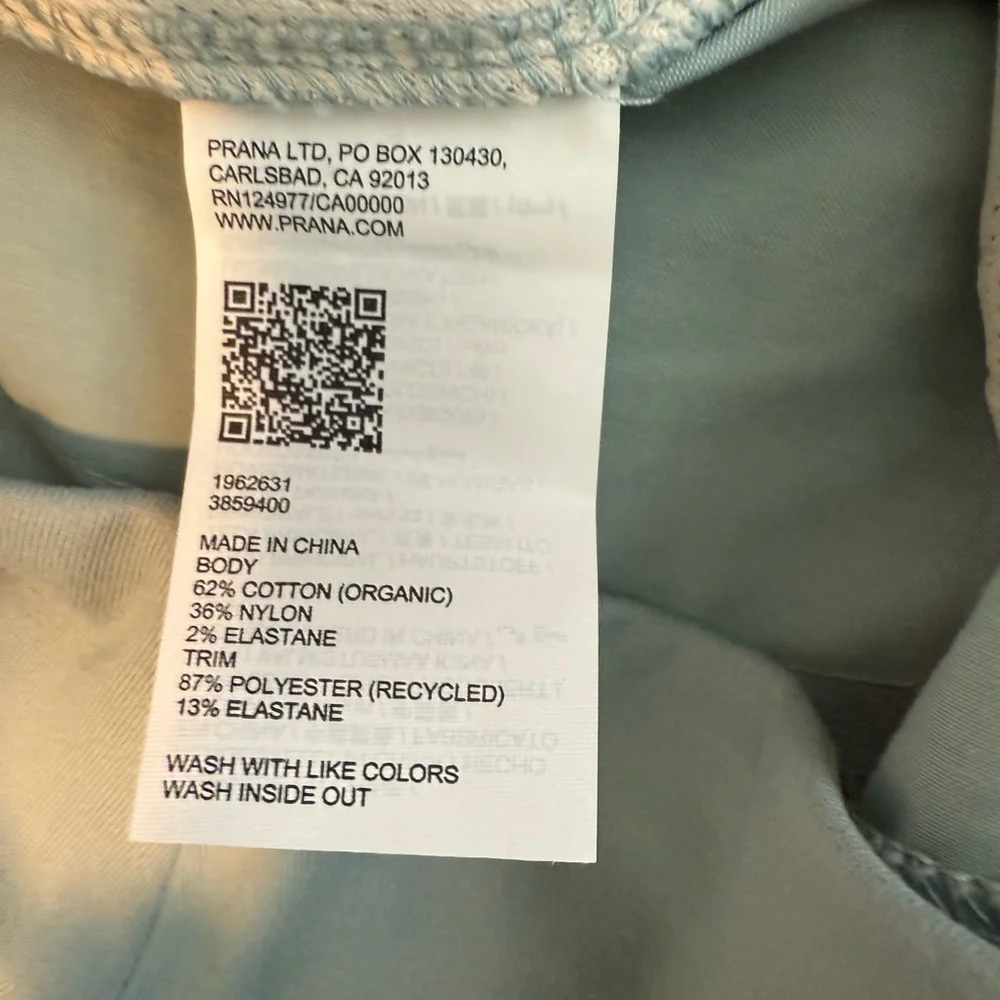 PRANA LTD, PO BOX 130430,
CARLSBAD, CA 92013
RN124977/CA00000
WWW.PRANA.COM
1962631
3859400
MADE IN CHINA
BODY
62% COTTON (ORGANIC)
36% NYLON
2% ELASTANE
TRIM
87% POLYESTER (RECYCLED)
13% ELASTANE
WASH WITH LIKE COLORS
WASH INSIDE OUT